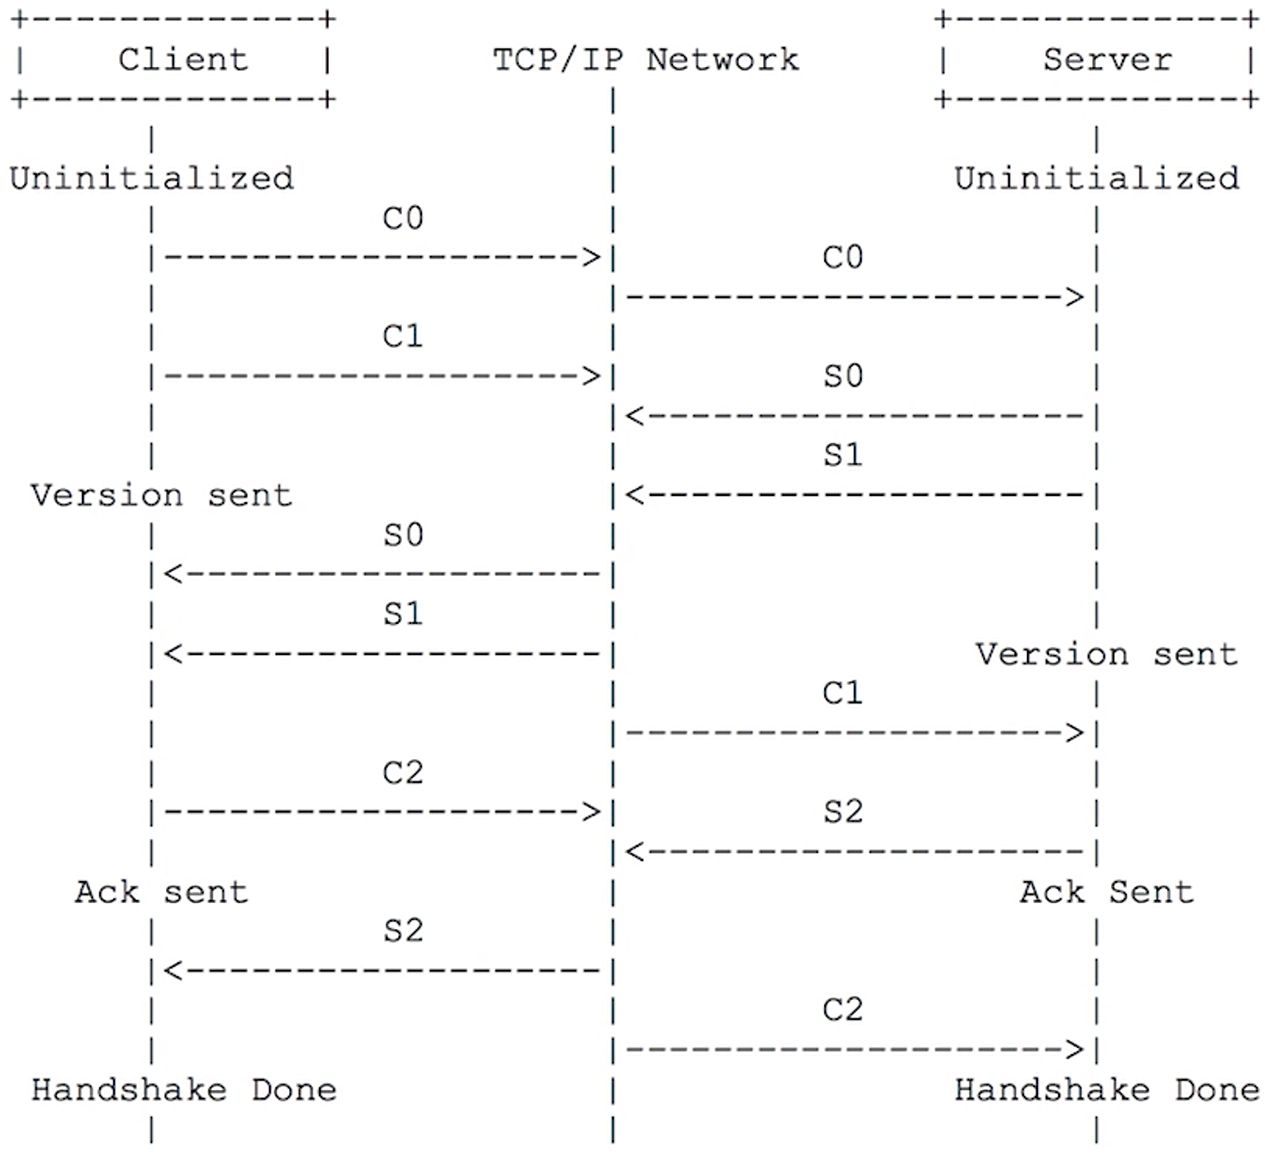 Client TCP/IP Network Server
Uninitialized Uninitialized
C0
C0
C1
S0
S1
Version sent
S0
S1
Version sent
C1
C2
S2
Ack sent Ack Sent
S2
C2
Handshake Done Handshake Done